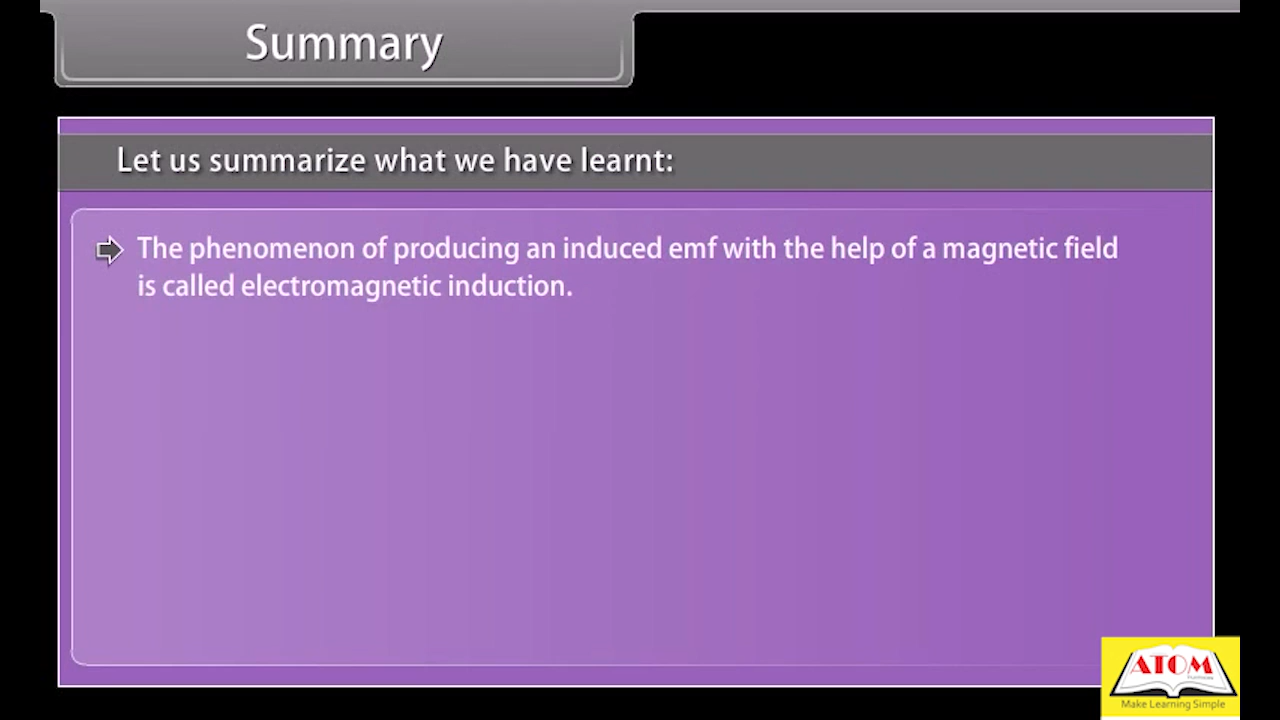 Summary
Let us summarize what we have learnt:
The phenomenon of producing an induced emf with the help of a magnetic field
is called electromagnetic induction.
ATOM
Make Learning Simple